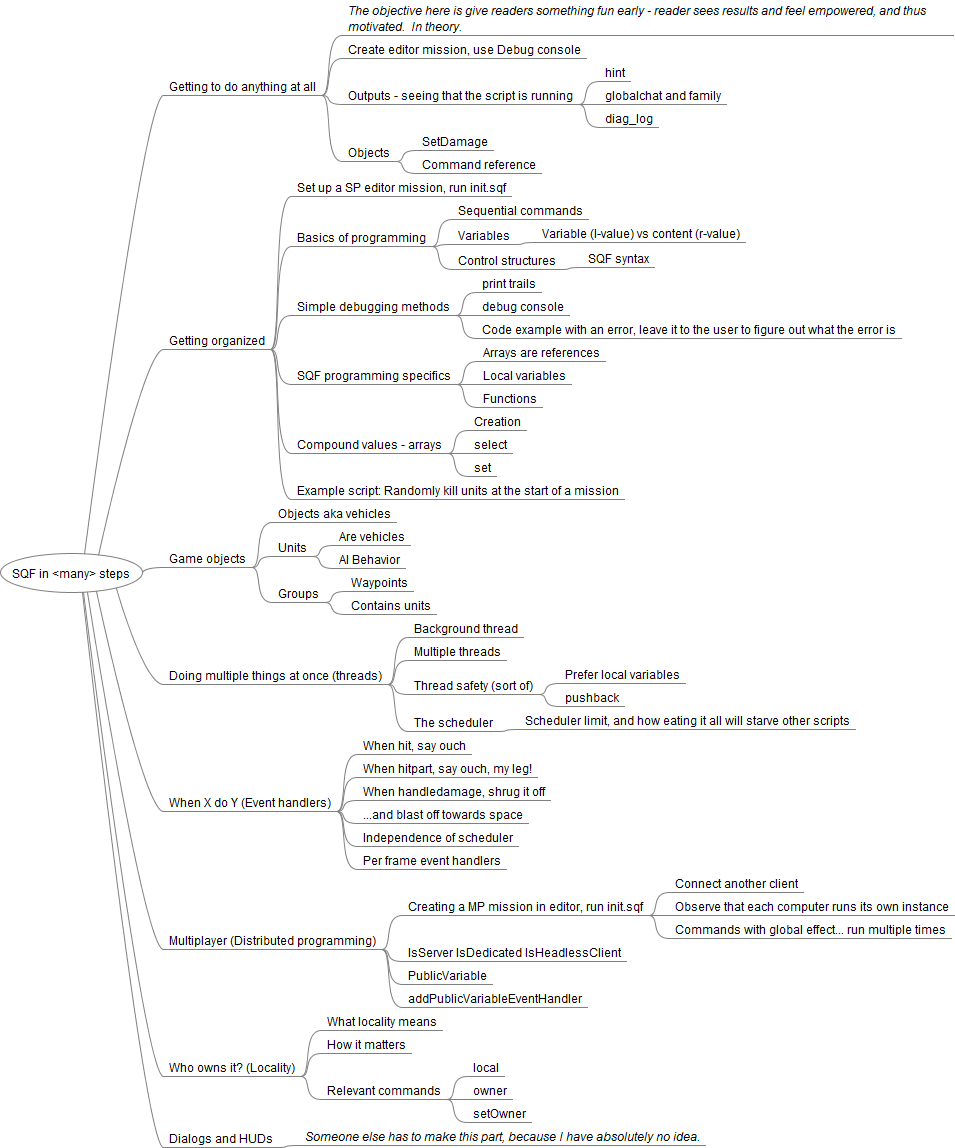 The objective here is give readers something fun early - reader sees results and feel empowered, and thus
motivated.  In theory.
Create editor mission, use Debug console
Getting to do anything at all
Outputs - seeing that the script is running
hint
globalchat and family
diag_log
Objects
SetDamage
Command reference
Set up a SP editor mission, run init.sqf
Basics of programming
Sequential commands
Variables
Variable (l-value) vs content (r-value)
Control structures
SQF syntax
Simple debugging methods
print trails
debug console
Code example with an error, leave it to the user to figure out what the error is
Getting organized
SQF programming specifics
Arrays are references
Local variables
Functions
Compound values - arrays
Creation
select
set
Example script: Randomly kill units at the start of a mission
Game objects
Objects aka vehicles
Units
Are vehicles
AI Behavior
Groups
Waypoints
Contains units
SQF in <many> steps
Doing multiple things at once (threads)
Background thread
Multiple threads
Thread safety (sort of)
Prefer local variables
pushback
The scheduler
Scheduler limit, and how eating it all will starve other scripts
When X do Y (Event handlers)
When hit, say ouch
When hitpart, say ouch, my leg!
When handledamage, shrug it off
...and blast off towards space
Independence of scheduler
Per frame event handlers
Multiplayer (Distributed programming)
Creating a MP mission in editor, run init.sqf
Connect another client
Observe that each computer runs its own instance
Commands with global effect... run multiple times
IsServer IsDedicated IsHeadlessClient
PublicVariable
addPublicVariableEventHandler
Who owns it? (Locality)
What locality means
How it matters
Relevant commands
local
owner
setOwner
Dialogs and HUDs
Someone else has to make this part, because I have absolutely no idea.